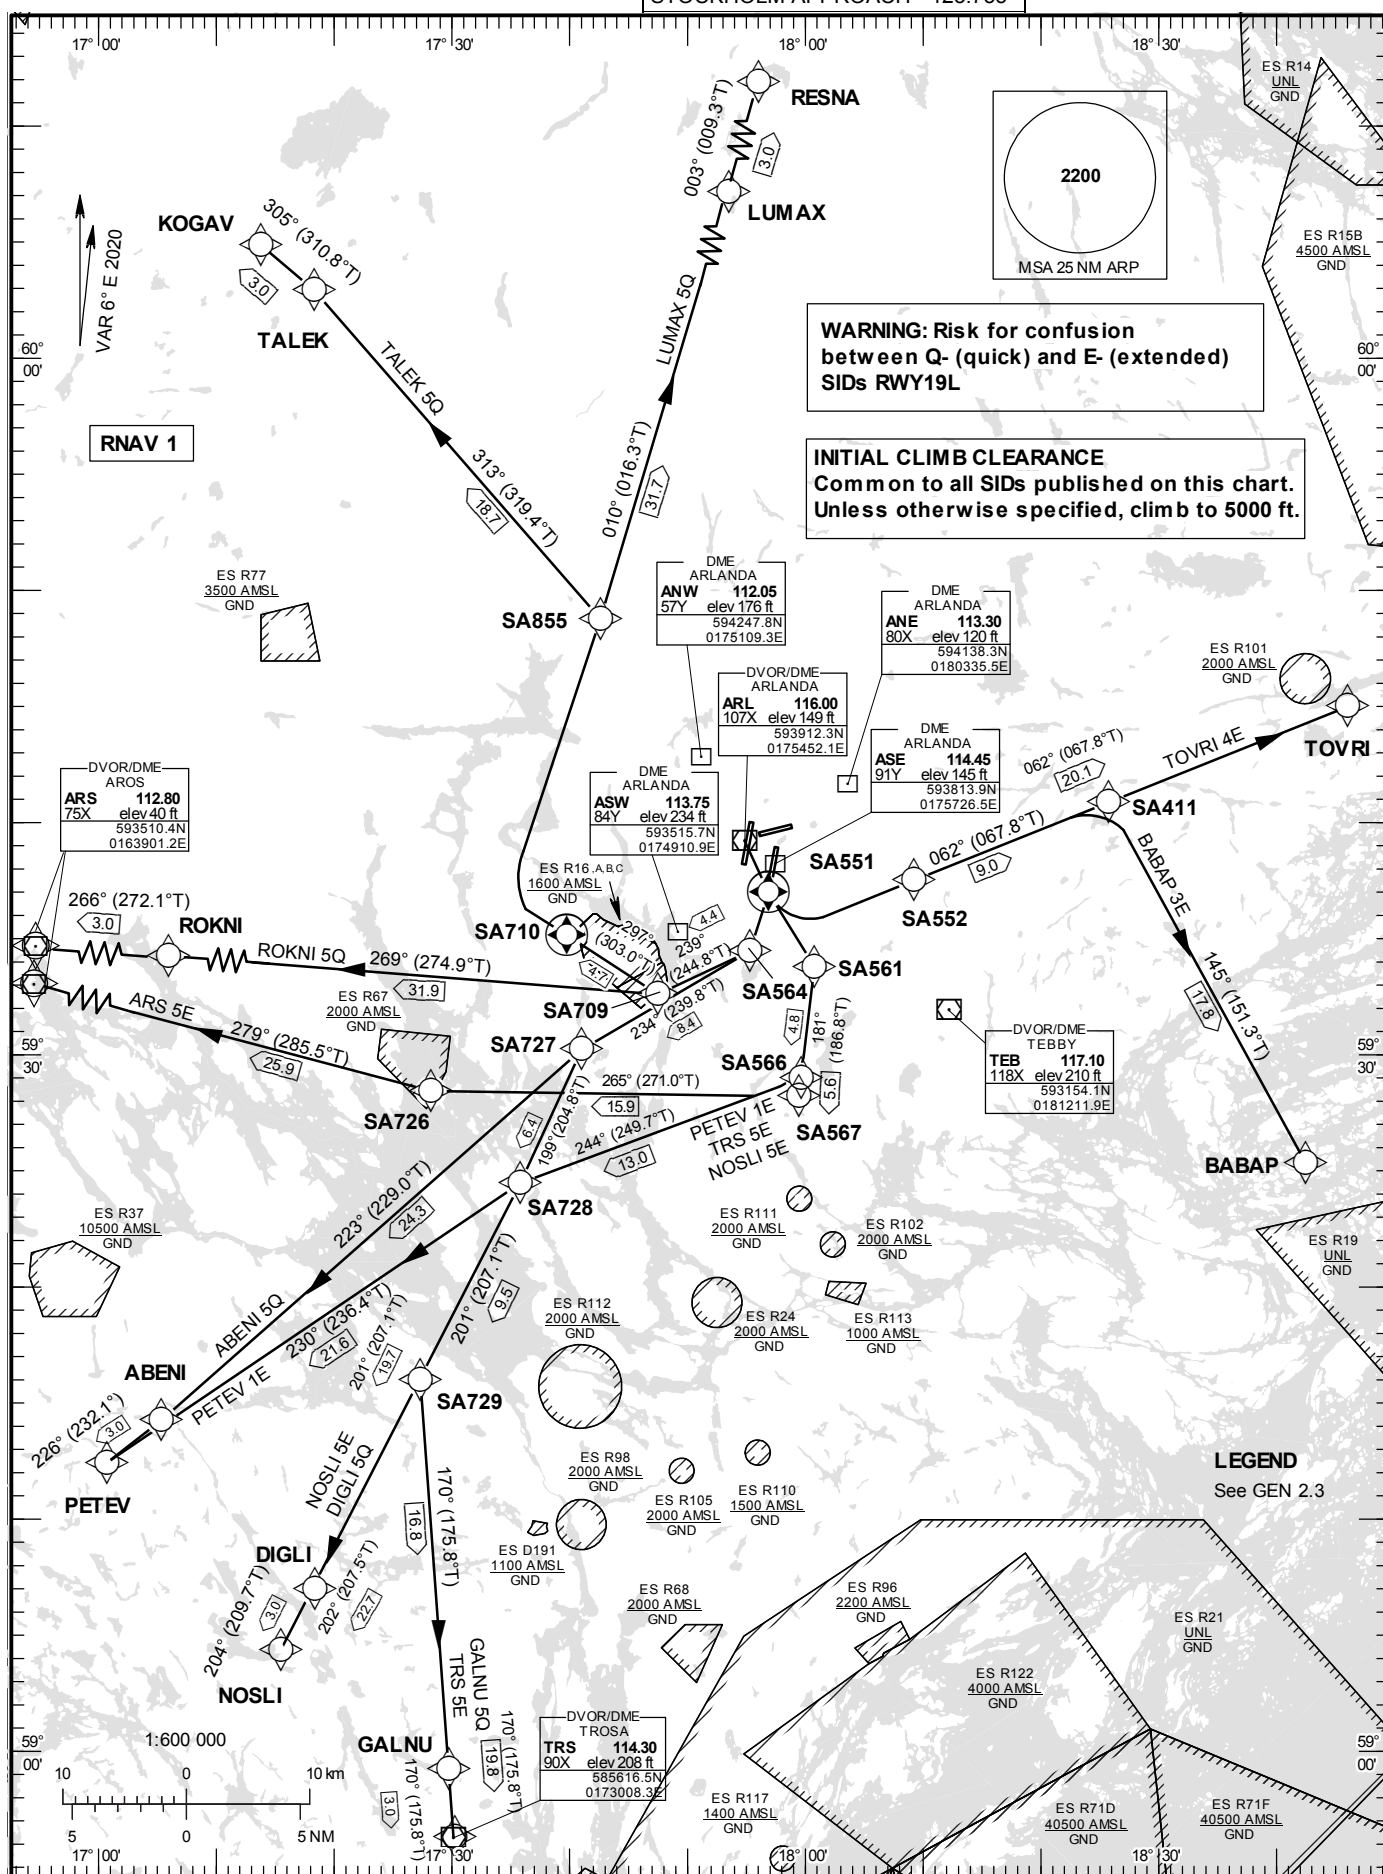 17° 00'
17° 30'
18° 00'
18° 30'
RESNA
003° (009.3°T)
3.0
LUMAX
2200
MSA 25 NM ARP
ES R14
UNL
GND
ES R15B
4500 AMSL
GND
KOGAV
305° (310.8°T)
3.0
TALEK
VAR 6° E 2020
LUMAX 5Q
60°
00'
WARNING: Risk for confusion
between Q- (quick) and E- (extended)
SIDs RWY19L
60°
00'
TALEK 5Q
RNAV 1
313° (319.4°T)
18.7
010° (016.3°T)
31.7
INITIAL CLIMB CLEARANCE
Common to all SIDs published on this chart.
Unless otherwise specified, climb to 5000 ft.
ES R77
3500 AMSL
GND
SA855
DME
ARLANDA
ANW 112.05
57Y elev 176 ft
594247.8N
0175109.3E
DME
ARLANDA
ANE 113.30
80X elev 120 ft
594138.3N
0180335.5E
ES R101
2000 AMSL
GND
DVOR/DME
ARLANDA
ARL 116.00
107X elev 149 ft
593912.3N
0175452.1E
DME
ARLANDA
ASE 114.45
91Y elev 145 ft
593813.9N
0175726.5E
TOVRI
TOVRI 4E
062° (067.8°T)
20.1
DVOR/DME
AROS
ARS 112.80
75X elev 40 ft
593510.4N
0163901.2E
DME
ARLANDA
ASW 113.75
84Y elev 234 ft
593515.7N
0174910.9E
SA411
SA551
062° (067.8°T)
9.0
SA552
BABAP 3E
ES R16 ,A,B,C
1600 AMSL
GND
266° (272.1°T)
3.0
ROKNI
ROKNI 5Q
269° (274.9°T)
31.9
SA710
297°
(303.0°T)
4.7
4.4
239°
(244.8°T)
SA564
SA561
SA709
234° (239.8°T)
8.4
4.8
181°
(186.8°T)
145° (151.3°T)
17.8
ARS 5E
279° (285.5°T)
25.9
ES R67
2000 AMSL
GND
SA727
59°
30'
59°
30'
SA566
5.6
DVOR/DME
TEBBY
TEB 117.10
118X elev 210 ft
593154.1N
0181211.9E
SA726
265° (271.0°T)
15.9
SA567
6.4
199°(204.8°T)
244° (249.7°T)
13.0
PETEV 1E
TRS 5E
NOSLI 5E
BABAP
SA728
223° (229.0°T)
24.3
ES R37
10500 AMSL
GND
ES R111
2000 AMSL
GND
ES R102
2000 AMSL
GND
ES R19
UNL
GND
201° (207.1°T)
9.5
ES R112
2000 AMSL
GND
ES R24
2000 AMSL
GND
ES R113
1000 AMSL
GND
ABENI 5Q
230° (236.4°T)
21.6
201° (207.1°T)
19.7
PETEV 1E
ABENI
SA729
226° (232.1°)
3.0
PETEV
NOSLI 5E
DIGLI 5Q
170° (175.8°T)
16.8
ES R98
2000 AMSL
GND
ES R105
2000 AMSL
GND
ES R110
1500 AMSL
GND
LEGEND
See GEN 2.3
DIGLI
ES D191
1100 AMSL
GND
204° (209.7°T)
3.0
202° (207.5°T)
22.7
NOSLI
ES R68
2000 AMSL
GND
ES R96
2200 AMSL
GND
ES R21
UNL
GND
ES R122
4000 AMSL
GND
GALNU 5Q
TRS 5E
GALNU
170° (175.8°T)
19.8
170° (175.8°T)
3.0
DVOR/DME
TROSA
TRS 114.30
90X elev 208 ft
585616.5N
0173008.3E
59°
00'
59°
00'
1:600 000
10 0 10 km
5 0 5 NM
ES R117
1400 AMSL
GND
ES R71D
40500 AMSL
GND
ES R71F
40500 AMSL
GND
17° 00'
17° 30'
18° 00'
18° 30'